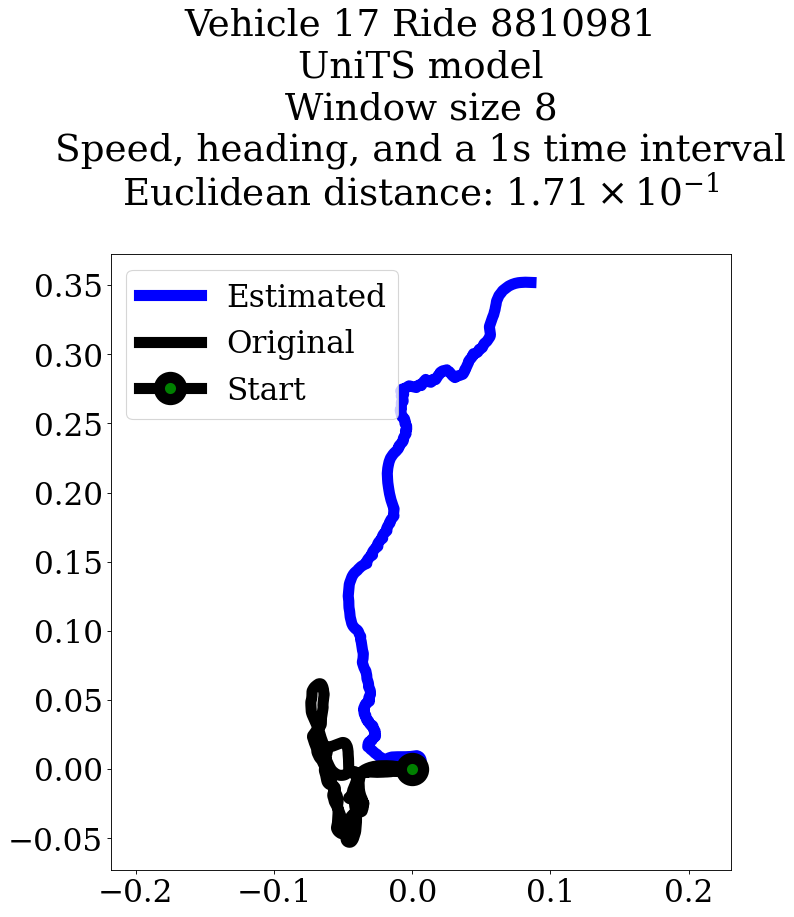 Vehicle 17 Ride 8810981
UniTS model
Window size 8
Speed, heading, and a 1s time interval
Euclidean distance: 1.71 × 10⁻¹
Estimated
Original
Start
0.35
0.30
0.25
0.20
0.15
0.10
0.05
0.00
−0.05
−0.2 −0.1 0.0 0.1 0.2